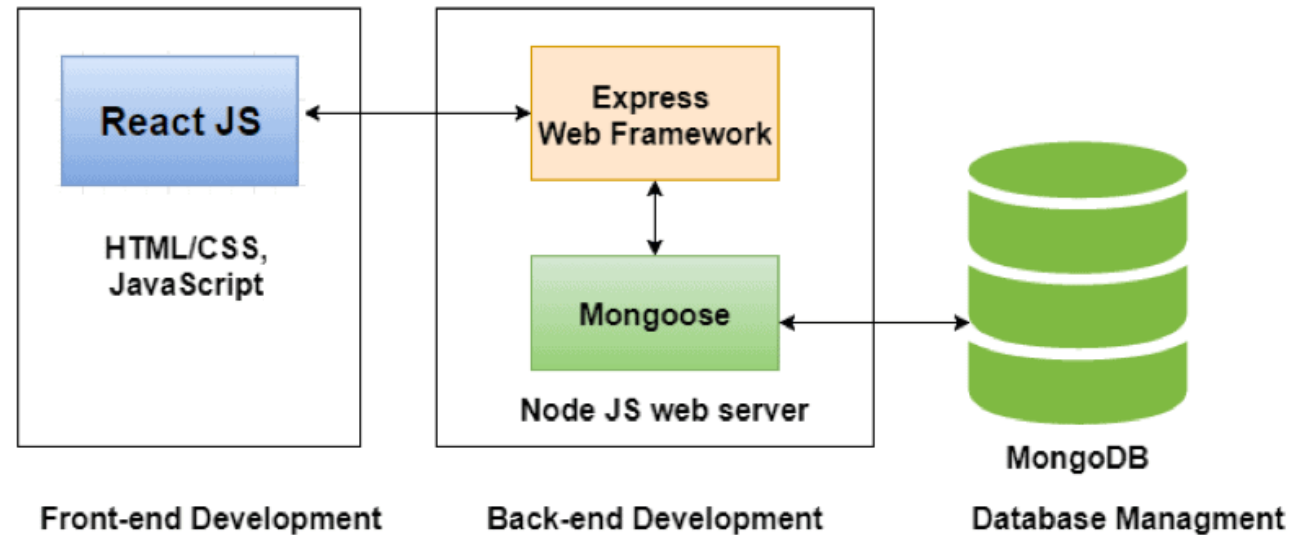 React JS
HTML/CSS,
JavaScript
Front-end Development
Express
Web Framework
Mongoose
Node JS web server
Back-end Development
MongoDB
Database Managment